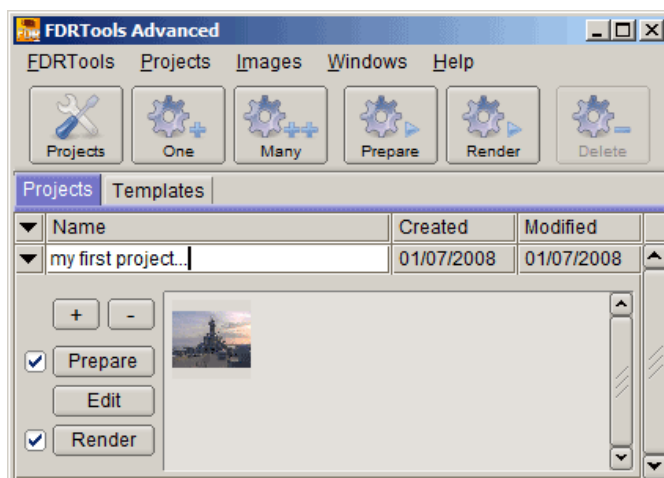 FDRTools Advanced
FDRTools Projects Images Windows Help
Projects One Many Prepare Render Delete
Projects Templates
Name Created Modified
my first project... 01/07/2008 01/07/2008
+ -
Prepare
Edit
Render